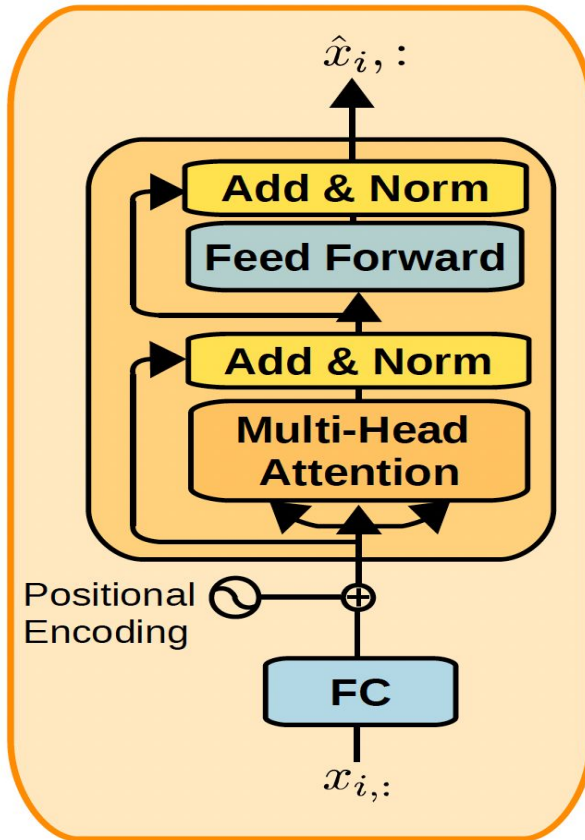 x̂ᵢ, :
Add & Norm
Feed Forward
Add & Norm
Multi-Head
Attention
Positional
Encoding
FC
xᵢ,: